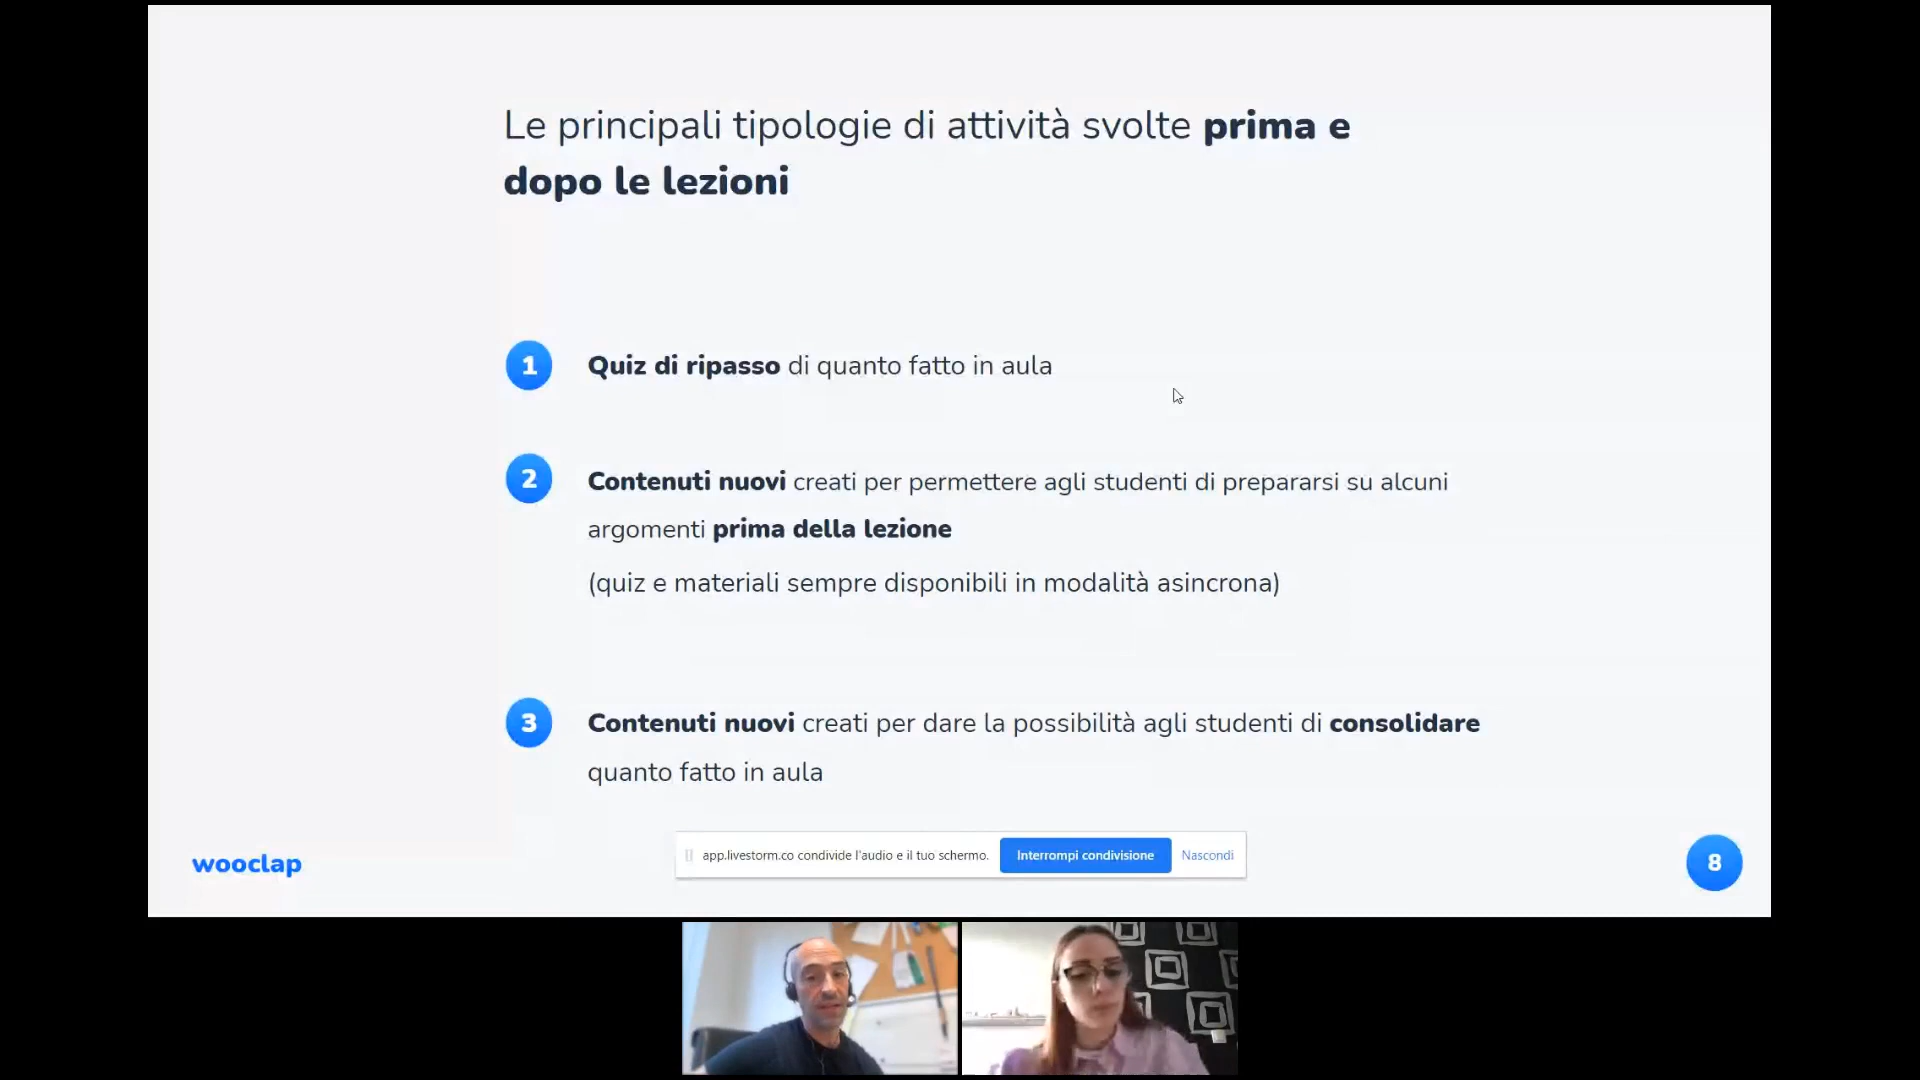 Le principali tipologie di attività svolte prima e
dopo le lezioni
1
Quiz di ripasso di quanto fatto in aula
2
Contenuti nuovi creati per permettere agli studenti di prepararsi su alcuni
argomenti prima della lezione
(quiz e materiali sempre disponibili in modalità asincrona)
3
Contenuti nuovi creati per dare la possibilità agli studenti di consolidare
quanto fatto in aula
app.livestorm.co condivide l'audio e il tuo schermo. Interrompi condivisione Nascondi
wooclap
8